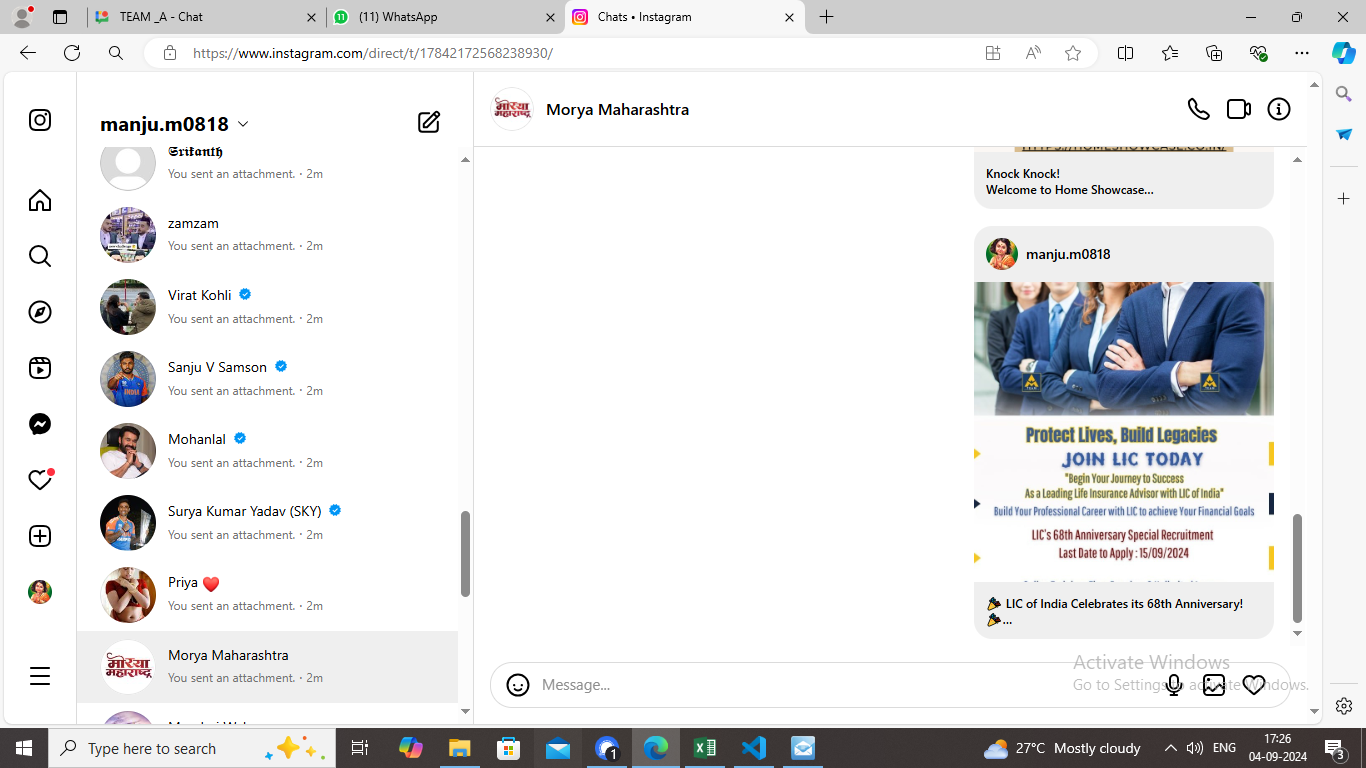 TEAM _A - Chat
(11) WhatsApp
Chats • Instagram
https://www.instagram.com/direct/t/17842172568238930/
manju.m0818
Morya Maharashtra
𝕾𝖗𝖎𝖐𝖆𝖓𝖙𝖍
You sent an attachment. · 2m
zamzam
You sent an attachment. · 2m
Virat Kohli
You sent an attachment. · 2m
Sanju V Samson
You sent an attachment. · 2m
Mohanlal
You sent an attachment. · 2m
Surya Kumar Yadav (SKY)
You sent an attachment. · 2m
Priya ❤️
You sent an attachment. · 2m
Morya Maharashtra
You sent an attachment. · 2m
मोरया
महाराष्ट्र
HTTPS://HOMESHOWCASE.CO.IN/
Knock Knock!
Welcome to Home Showcase...
manju.m0818
Protect Lives, Build Legacies
JOIN LIC TODAY
"Begin Your Journey to Success
As a Leading Life Insurance Advisor with LIC of India"
Build Your Professional Career with LIC to achieve Your Financial Goals
LIC's 68th Anniversary Special Recruitment
Last Date to Apply : 15/09/2024
🎉 LIC of India Celebrates its 68th Anniversary!
🎉...
Message...
Activate Windows
Go to Settings to activate Windows.
Type here to search
27°C Mostly cloudy
ENG
17:26
04-09-2024
3